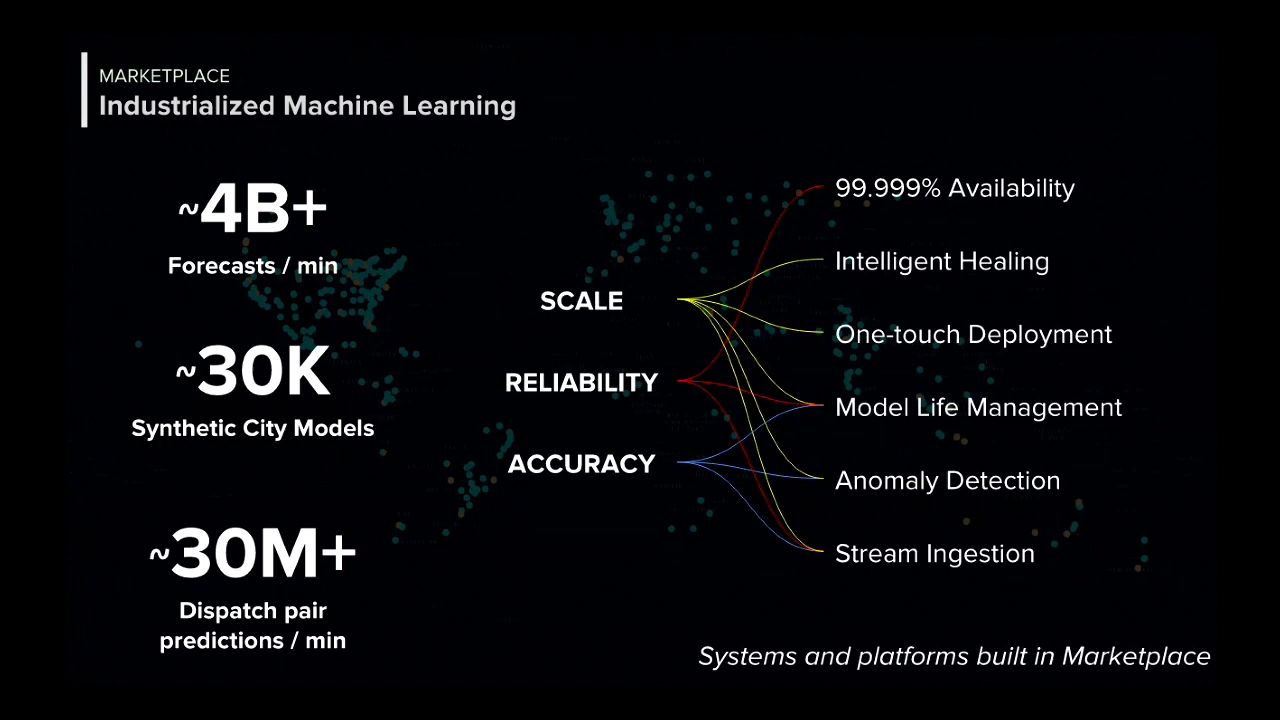 MARKETPLACE
Industrialized Machine Learning
~4B+
Forecasts / min
~30K
Synthetic City Models
~30M+
Dispatch pair
predictions / min
SCALE
RELIABILITY
ACCURACY
99.999% Availability
Intelligent Healing
One-touch Deployment
Model Life Management
Anomaly Detection
Stream Ingestion
Systems and platforms built in Marketplace